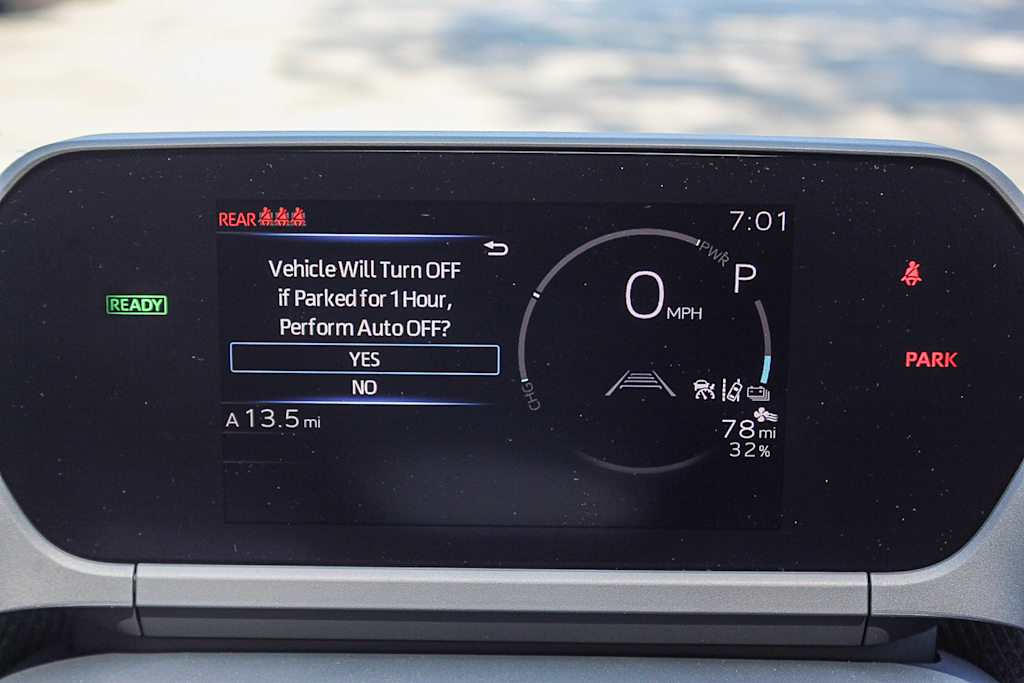 REAR
7:01
PWR
Vehicle Will Turn OFF
P
if Parked for 1 Hour,
READY
0 MPH
Perform Auto OFF?
YES
PARK
NO
CHG
A 13.5 mi
78 mi
32%